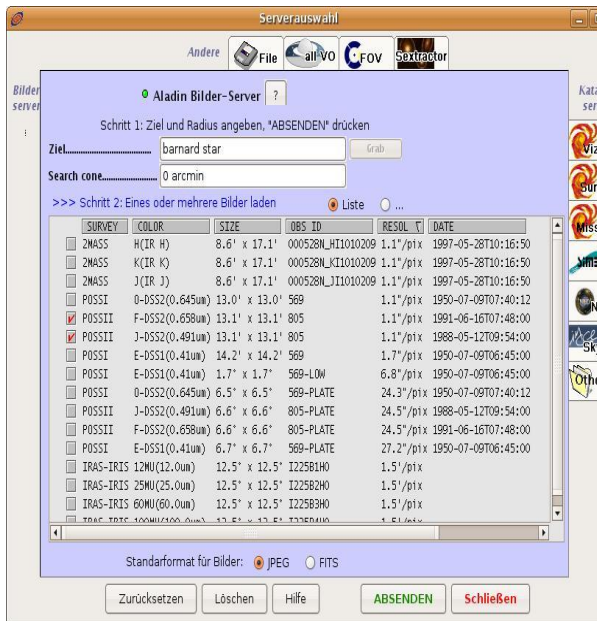 Serverauswahl
Andere File all VO FOV Sextractor
Bilder server
Aladin Bilder-Server ?
Schritt 1: Ziel und Radius angeben, "ABSENDEN" drücken
Ziel.......................... barnard star Grab
Search cone...................... 0 arcmin
>>> Schritt 2: Eines oder mehrere Bilder laden Liste ...
SURVEY COLOR SIZE OBS ID RESOL DATE
2MASS H(IR H) 8.6' x 17.1' 000528N_HI1010209 1.1"/pix 1997-05-28T10:16:50
2MASS K(IR K) 8.6' x 17.1' 000528N_KI1010209 1.1"/pix 1997-05-28T10:16:50
2MASS J(IR J) 8.6' x 17.1' 000528N_JI1010209 1.1"/pix 1997-05-28T10:16:50
POSSI O-DSS2(0.645um) 13.0' x 13.0' 569 1.1"/pix 1950-07-09T07:40:12
POSSII F-DSS2(0.658um) 13.1' x 13.1' 805 1.1"/pix 1991-06-16T07:48:00
POSSII J-DSS2(0.491um) 13.1' x 13.1' 805 1.1"/pix 1988-05-12T09:54:00
POSSI E-DSS1(0.41um) 14.2' x 14.2' 569 1.7"/pix 1950-07-09T06:45:00
POSSI E-DSS1(0.41um) 1.7° x 1.7° 569-LOW 6.8"/pix 1950-07-09T06:45:00
POSSI O-DSS2(0.645um) 6.5° x 6.5° 569-PLATE 24.3"/pix 1950-07-09T07:40:12
POSSII J-DSS2(0.491um) 6.6° x 6.6° 805-PLATE 24.5"/pix 1988-05-12T09:54:00
POSSII F-DSS2(0.658um) 6.6° x 6.6° 805-PLATE 24.5"/pix 1991-06-16T07:48:00
POSSI E-DSS1(0.41um) 6.7° x 6.7° 569-PLATE 27.2"/pix 1950-07-09T06:45:00
IRAS-IRIS 12MU(12.0um) 12.5° x 12.5° I225B1H0 1.5'/pix
IRAS-IRIS 25MU(25.0um) 12.5° x 12.5° I225B2H0 1.5'/pix
IRAS-IRIS 60MU(60.0um) 12.5° x 12.5° I225B3H0 1.5'/pix
Standarformat für Bilder: JPEG FITS
Zurücksetzen Löschen Hilfe ABSENDEN Schließen